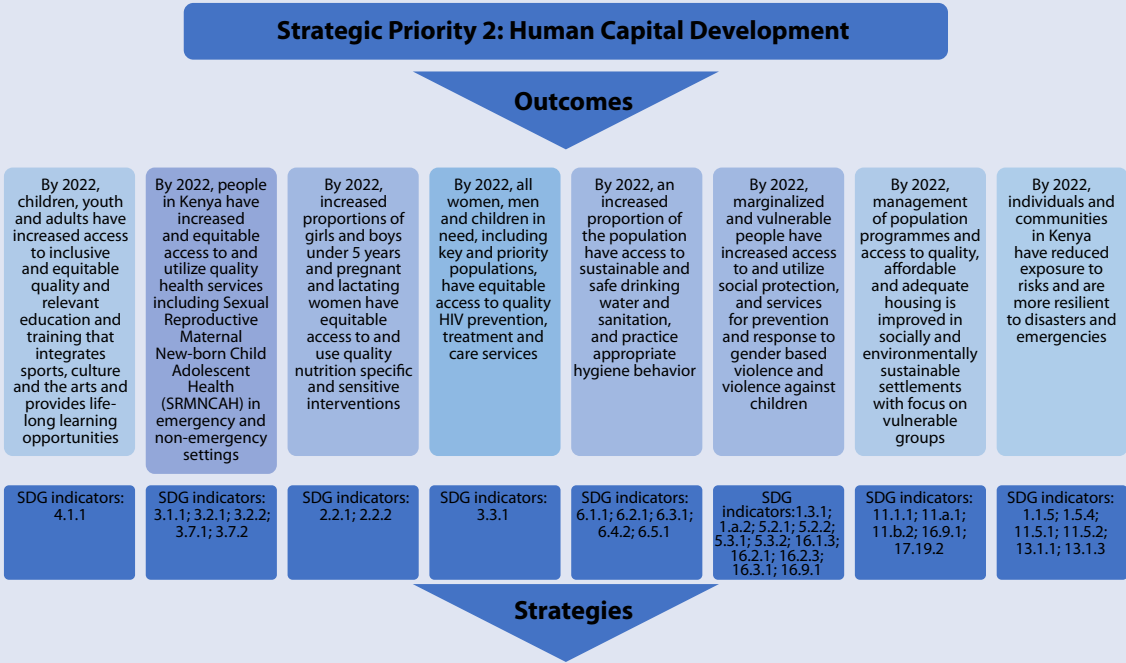 Strategic Priority 2: Human Capital Development
Outcomes
By 2022,
children, youth
and adults have
increased access
to inclusive
and equitable
quality and
relevant
education and
training that
integrates
sports, culture
and the arts and
provides life-
long learning
opportunities
By 2022, people
in Kenya have
increased
and equitable
access to and
utilize quality
health services
including Sexual
Reproductive
Maternal
New-born Child
Adolescent
Health
(SRMNCAH) in
emergency and
non-emergency
settings
By 2022,
increased
proportions of
girls and boys
under 5 years
and pregnant
and lactating
women have
equitable
access to and
use quality
nutrition specific
and sensitive
interventions
By 2022, all
women, men
and children in
need, including
key and priority
populations,
have equitable
access to quality
HIV prevention,
treatment and
care services
By 2022, an
increased
proportion of
the population
have access to
sustainable and
safe drinking
water and
sanitation,
and practice
appropriate
hygiene behavior
By 2022,
marginalized
and vulnerable
people have
increased access
to and utilize
social protection,
and services
for prevention
and response to
gender based
violence and
violence against
children
By 2022,
management
of population
programmes and
access to quality,
affordable
and adequate
housing is
improved in
socially and
environmentally
sustainable
settlements
with focus on
vulnerable
groups
By 2022,
individuals and
communities
in Kenya have
reduced
exposure to
risks and are
more resilient
to disasters and
emergencies
SDG indicators:
4.1.1
SDG indicators:
3.1.1; 3.2.1; 3.2.2;
3.7.1; 3.7.2
SDG indicators:
2.2.1; 2.2.2
SDG indicators:
3.3.1
SDG indicators:
6.1.1; 6.2.1; 6.3.1;
6.4.2; 6.5.1
SDG
indicators:1.3.1;
1.a.2; 5.2.1; 5.2.2;
5.3.1; 5.3.2; 16.1.3;
16.2.1; 16.2.3;
16.3.1; 16.9.1
SDG indicators:
11.1.1; 11.a.1;
11.b.2; 16.9.1;
17.19.2
SDG indicators:
1.1.5; 1.5.4;
11.5.1; 11.5.2;
13.1.1; 13.1.3
Strategies